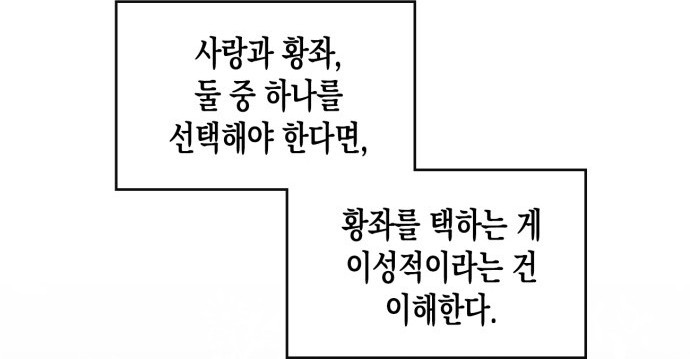 사랑과 황좌,
둘 중 하나를
선택해야 한다면,
황좌를 택하는 게
이성적이라는 건
이해한다.